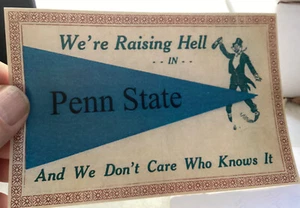 We're Raising Hell
-- IN --
Penn State
And We Don't Care Who Knows It